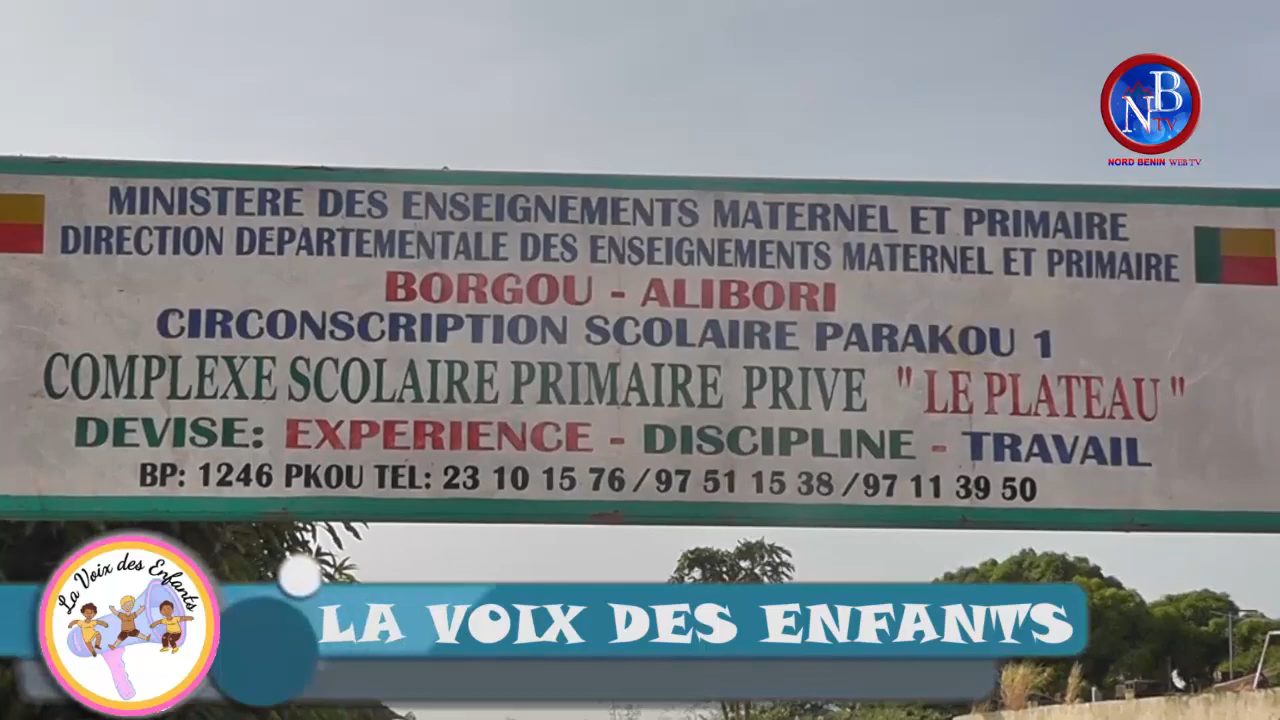 NB
TV
NORD BENIN WEB TV
MINISTERE DES ENSEIGNEMENTS MATERNEL ET PRIMAIRE
DIRECTION DEPARTEMENTALE DES ENSEIGNEMENTS MATERNEL ET PRIMAIRE
BORGOU - ALIBORI
CIRCONSCRIPTION SCOLAIRE PARAKOU 1
COMPLEXE SCOLAIRE PRIMAIRE PRIVE " LE PLATEAU "
DEVISE: EXPERIENCE - DISCIPLINE - TRAVAIL
BP: 1246 PKOU TEL: 23 10 15 76 / 97 51 15 38 / 97 11 39 50
La Voix des Enfants
LA VOIX DES ENFANTS